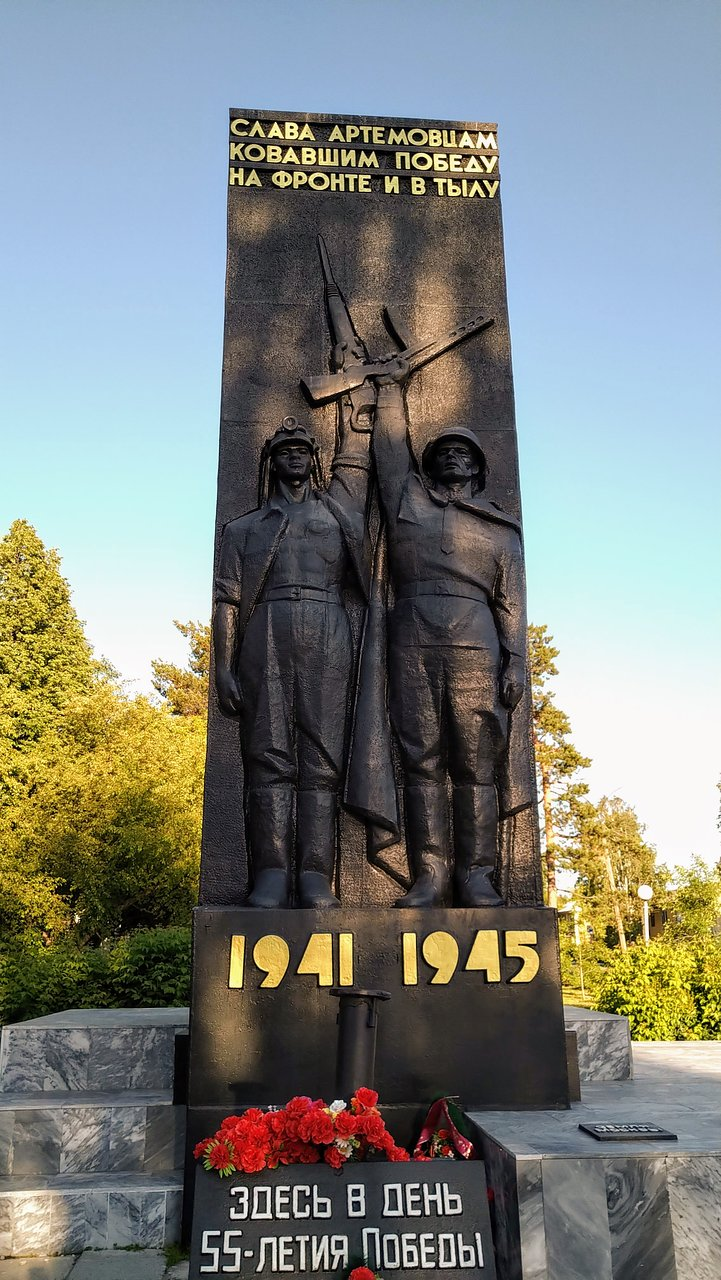 СЛАВА АРТЕМОВЦАМ
КОВАВШИМ ПОБЕДУ
НА ФРОНТЕ И В ТЫЛУ
1941 1945
ЗДЕСЬ В ДЕНЬ
55-ЛЕТИЯ ПОБЕДЫ